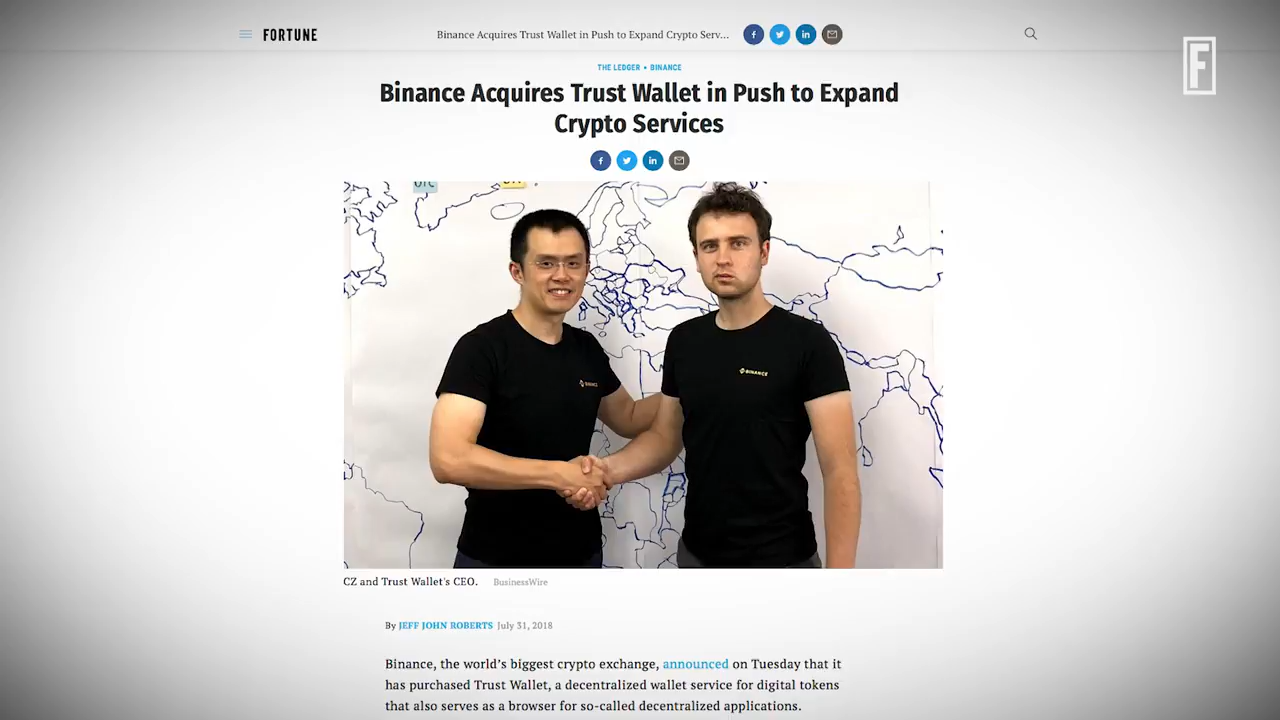 FORTUNE
Binance Acquires Trust Wallet in Push to Expand Crypto Serv...
F
THE LEDGER • BINANCE
Binance Acquires Trust Wallet in Push to Expand
Crypto Services
OTC
BINANCE
BINANCE
CZ and Trust Wallet's CEO. BusinessWire
By JEFF JOHN ROBERTS July 31, 2018
Binance, the world's biggest crypto exchange, announced on Tuesday that it
has purchased Trust Wallet, a decentralized wallet service for digital tokens
that also serves as a browser for so-called decentralized applications.